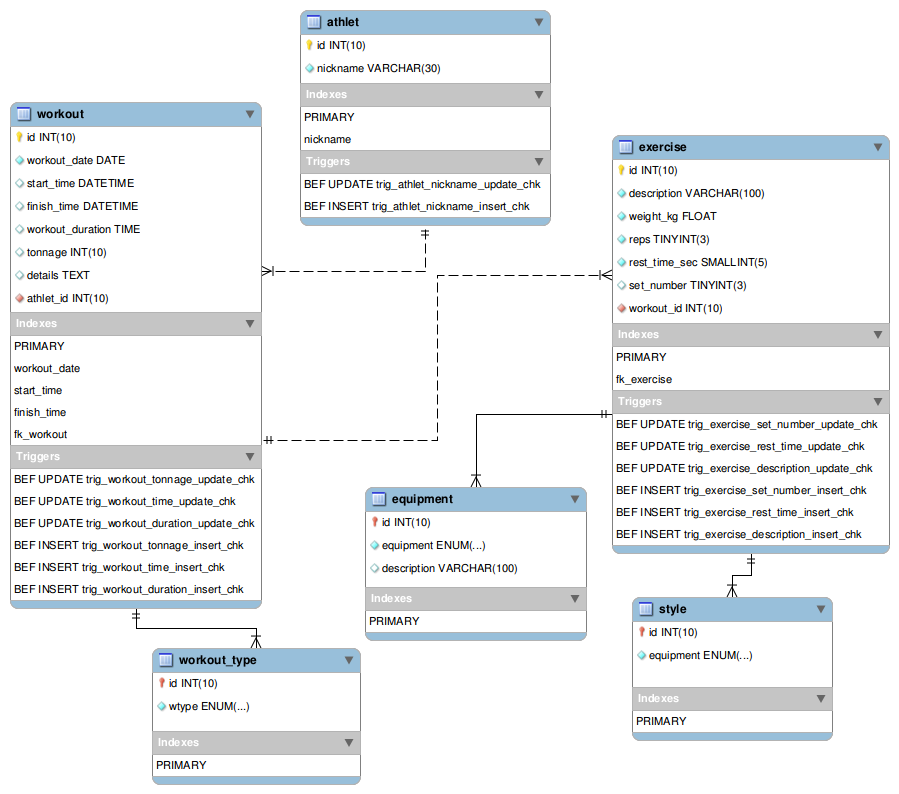 athlet
id INT(10)
nickname VARCHAR(30)
Indexes
PRIMARY
nickname
Triggers
BEF UPDATE trig_athlet_nickname_update_chk
BEF INSERT trig_athlet_nickname_insert_chk
workout
id INT(10)
workout_date DATE
start_time DATETIME
finish_time DATETIME
workout_duration TIME
tonnage INT(10)
details TEXT
athlet_id INT(10)
Indexes
PRIMARY
workout_date
start_time
finish_time
fk_workout
Triggers
BEF UPDATE trig_workout_tonnage_update_chk
BEF UPDATE trig_workout_time_update_chk
BEF UPDATE trig_workout_duration_update_chk
BEF INSERT trig_workout_tonnage_insert_chk
BEF INSERT trig_workout_time_insert_chk
BEF INSERT trig_workout_duration_insert_chk
exercise
id INT(10)
description VARCHAR(100)
weight_kg FLOAT
reps TINYINT(3)
rest_time_sec SMALLINT(5)
set_number TINYINT(3)
workout_id INT(10)
Indexes
PRIMARY
fk_exercise
Triggers
BEF UPDATE trig_exercise_set_number_update_chk
BEF UPDATE trig_exercise_rest_time_update_chk
BEF UPDATE trig_exercise_description_update_chk
BEF INSERT trig_exercise_set_number_insert_chk
BEF INSERT trig_exercise_rest_time_insert_chk
BEF INSERT trig_exercise_description_insert_chk
equipment
id INT(10)
equipment ENUM(...)
description VARCHAR(100)
Indexes
PRIMARY
style
id INT(10)
equipment ENUM(...)
Indexes
PRIMARY
workout_type
id INT(10)
wtype ENUM(...)
Indexes
PRIMARY